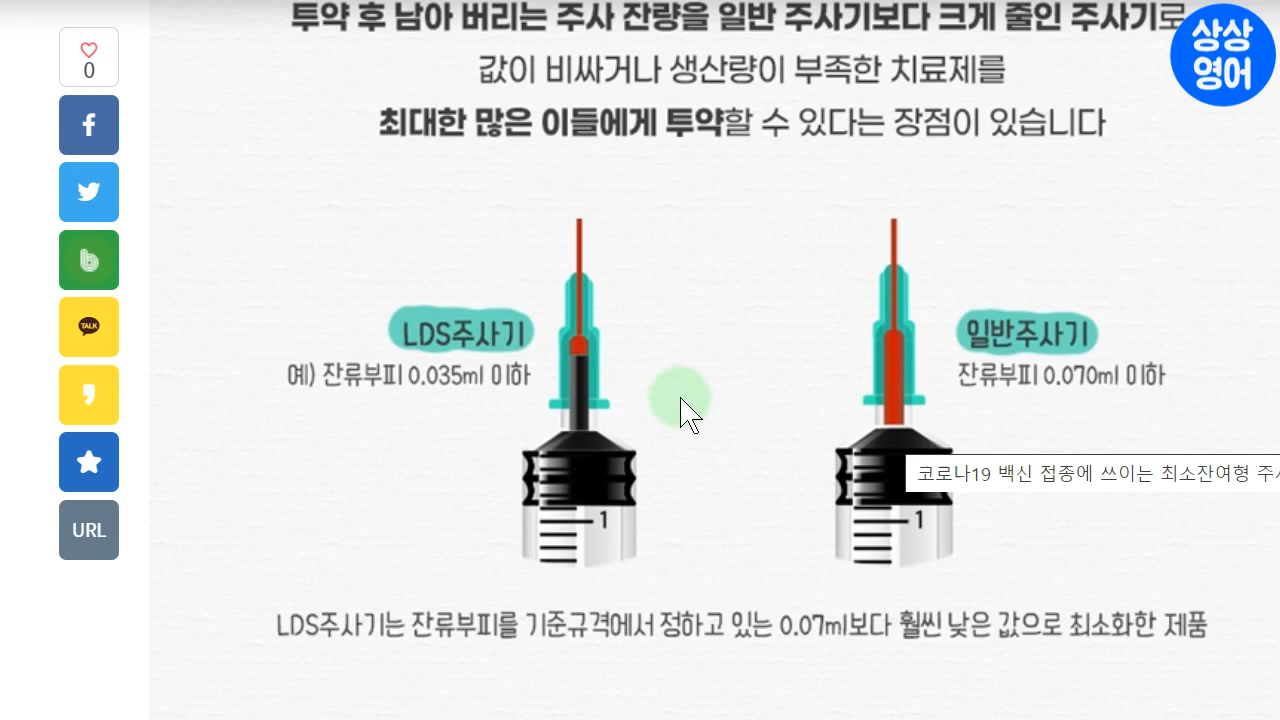 투약 후 남아 버리는 주사 잔량을 일반 주사기보다 크게 줄인 주사기로
상상
영어
값이 비싸거나 생산량이 부족한 치료제를
최대한 많은 이들에게 투약할 수 있다는 장점이 있습니다
0
TALK
URL
LDS주사기
예) 잔류부피 0.035ml 이하
일반주사기
잔류부피 0.070ml 이하
코로나19 백신 접종에 쓰이는 최소잔여형 주
1
1
LDS주사기는 잔류부피를 기준규격에서 정하고 있는 0.07ml보다 훨씬 낮은 값으로 최소화한 제품